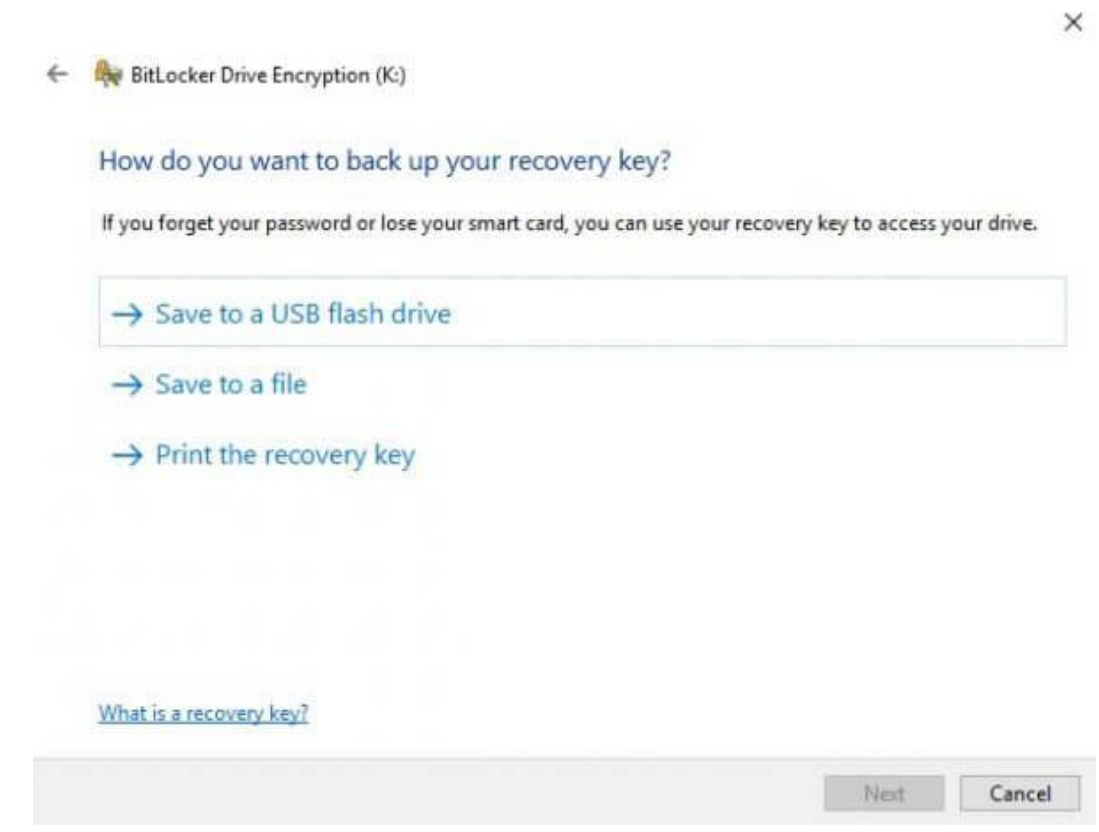 BitLocker Drive Encryption (K:)
How do you want to back up your recovery key?
If you forget your password or lose your smart card, you can use your recovery key to access your drive.
Save to a USB flash drive
Save to a file
Print the recovery key
What is a recovery key?
Next
Cancel